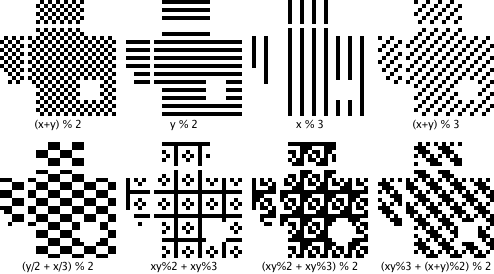 (x+y) % 2
y % 2
x % 3
(x+y) % 3
(y/2 + x/3) % 2
xy%2 + xy%3
(xy%2 + xy%3) % 2
(xy%3 + (x+y)%2) % 2